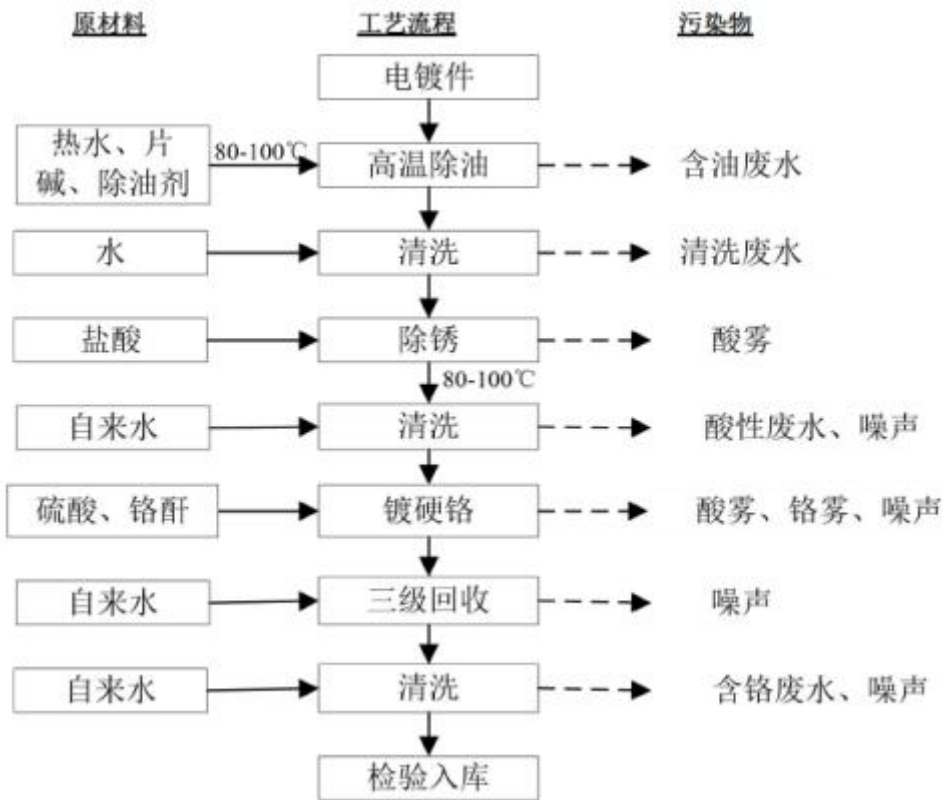 原材料 工艺流程 污染物
电镀件
热水、片
碱、除油剂
80-100℃
高温除油
含油废水
水
清洗
清洗废水
盐酸
除锈
酸雾
80-100℃
自来水
清洗
酸性废水、噪声
硫酸、铬酐
镀硬铬
酸雾、铬雾、噪声
自来水
三级回收
噪声
自来水
清洗
含铬废水、噪声
检验入库